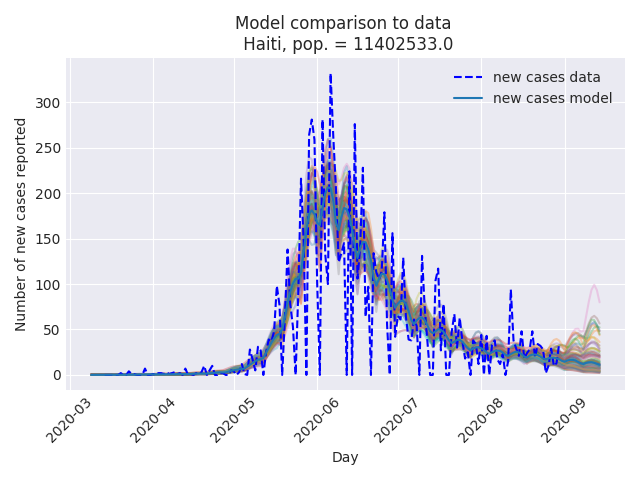 Model comparison to data
Haiti, pop. = 11402533.0
new cases data
new cases model
Number of new cases reported
300
250
200
150
100
50
0
2020-03
2020-04
2020-05
2020-06
2020-07
2020-08
2020-09
Day